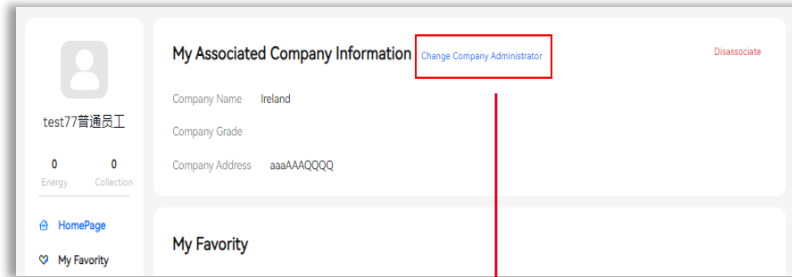 test77普通员工
0 0
Energy Collection
HomePage
My Favority
My Associated Company Information Change Company Administrator Disassociate
Company Name Ireland
Company Grade
Company Address aaaAAAQQQQ
My Favority